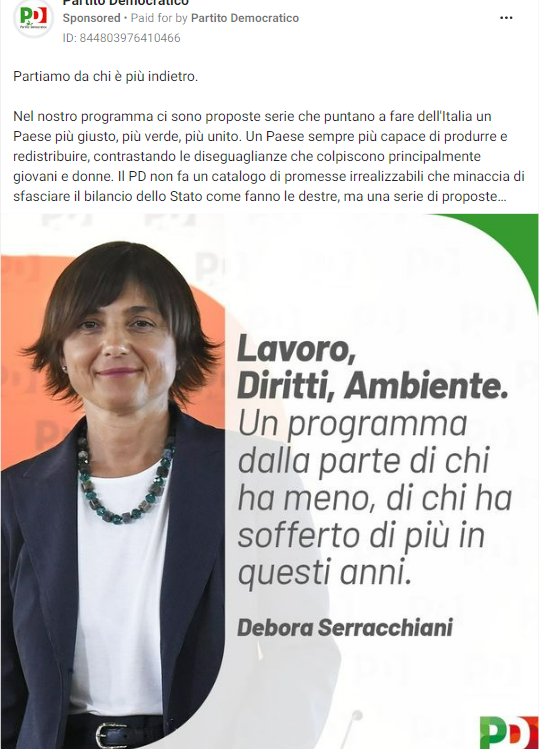 Partito Democratico
Sponsored • Paid for by Partito Democratico
ID: 844803976410466
Partiamo da chi è più indietro.
Nel nostro programma ci sono proposte serie che puntano a fare dell'Italia un
Paese più giusto, più verde, più unito. Un Paese sempre più capace di produrre e
redistribuire, contrastando le diseguaglianze che colpiscono principalmente
giovani e donne. Il PD non fa un catalogo di promesse irrealizzabili che minaccia di
sfasciare il bilancio dello Stato come fanno le destre, ma una serie di proposte...
Lavoro,
Diritti, Ambiente.
Un programma
dalla parte di chi
ha meno, di chi ha
sofferto di più in
questi anni.
Debora Serracchiani
PD